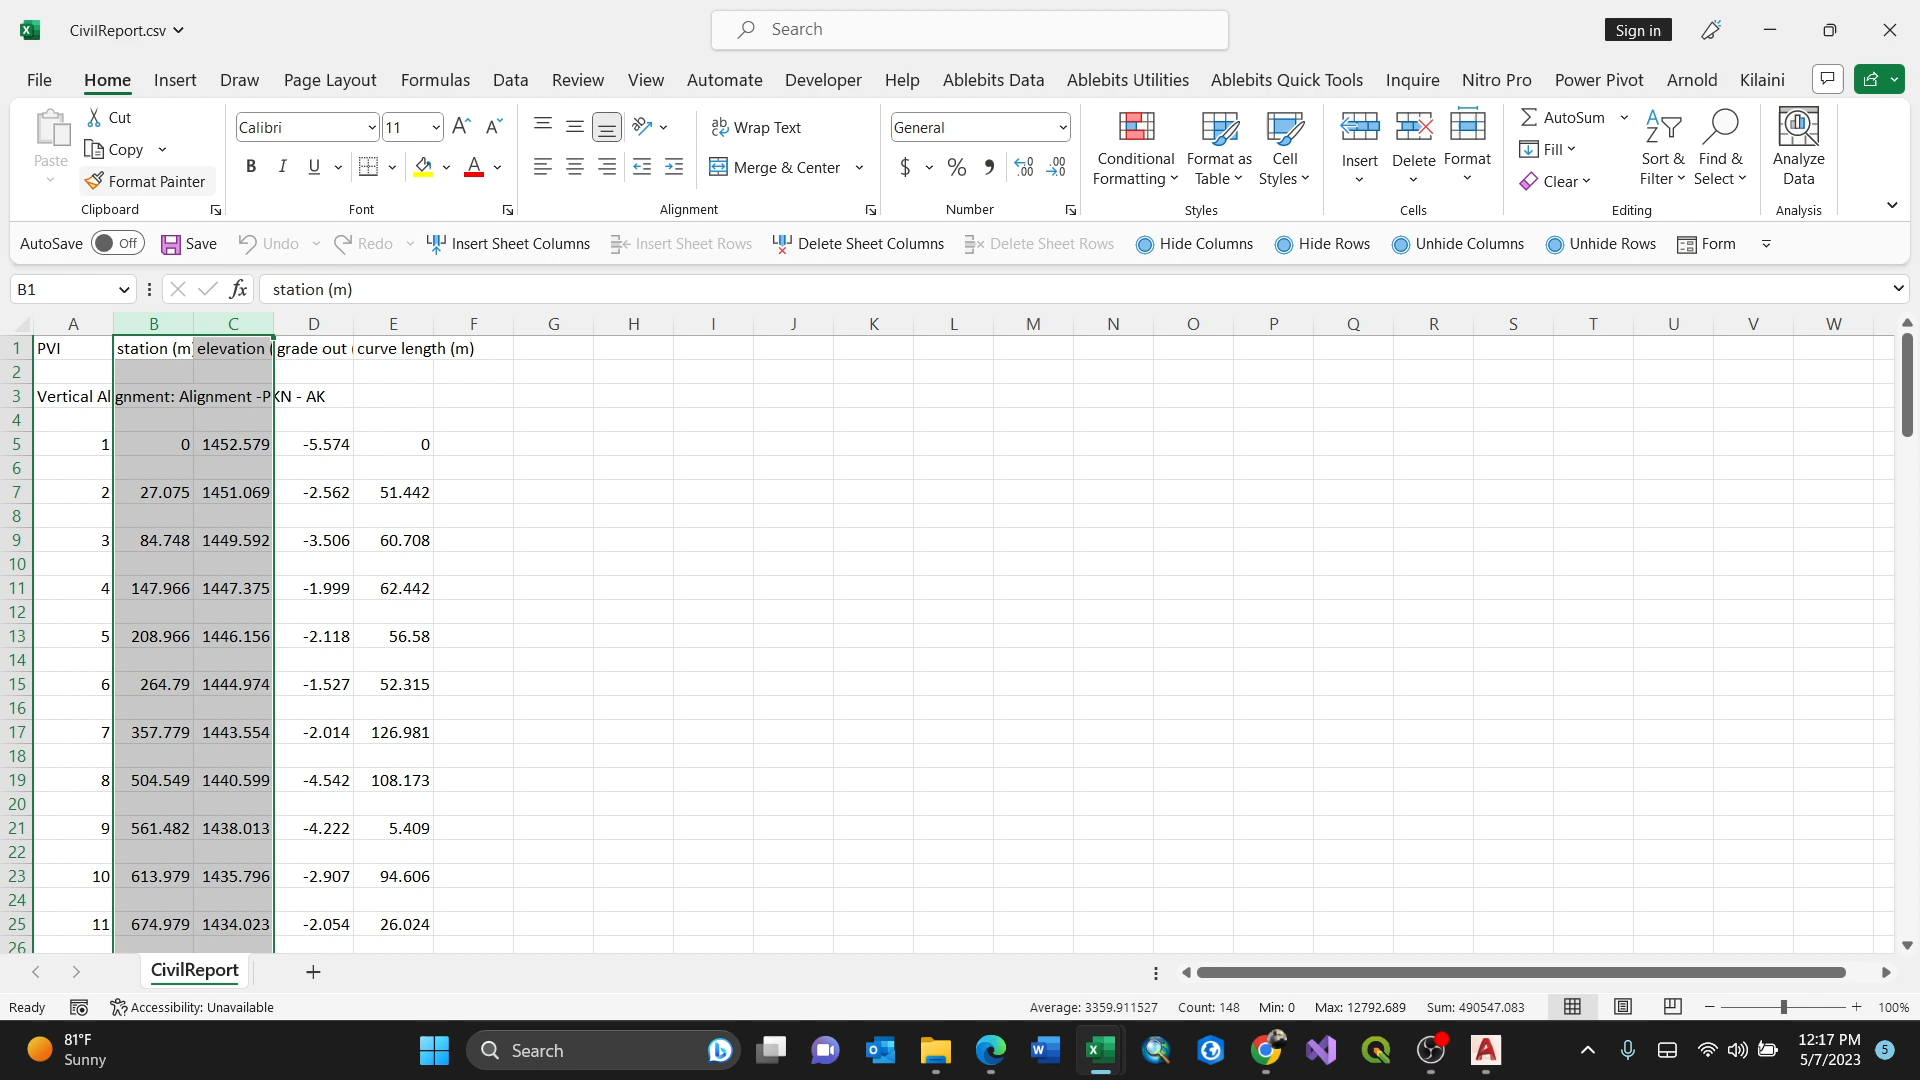 CivilReport.csv
Search
Sign in
File Home Insert Draw Page Layout Formulas Data Review View Automate Developer Help Ablebits Data Ablebits Utilities Ablebits Quick Tools Inquire Nitro Pro Power Pivot Arnold Kilaini
Paste
Cut
Copy
Format Painter
Clipboard
Calibri 11
B I U
Font
Wrap Text
Merge & Center
Alignment
General
$ % ,
Number
Conditional Formatting
Format as Table
Cell Styles
Styles
Insert Delete Format
Cells
AutoSum
Fill
Clear
Sort & Filter
Find & Select
Editing
Analyze Data
Analysis
AutoSave Off Save Undo Redo Insert Sheet Columns Insert Sheet Rows Delete Sheet Columns Delete Sheet Rows Hide Columns Hide Rows Unhide Columns Unhide Rows Form
B1 fx station (m)
A B C D E F G H I J K L M N O P Q R S T U V W
1 PVI station (m) elevation ( grade out ( curve length (m)
2
3 Vertical Alignment: Alignment -PKN - AK
4
5 1 0 1452.579 -5.574 0
6
7 2 27.075 1451.069 -2.562 51.442
8
9 3 84.748 1449.592 -3.506 60.708
10
11 4 147.966 1447.375 -1.999 62.442
12
13 5 208.966 1446.156 -2.118 56.58
14
15 6 264.79 1444.974 -1.527 52.315
16
17 7 357.779 1443.554 -2.014 126.981
18
19 8 504.549 1440.599 -4.542 108.173
20
21 9 561.482 1438.013 -4.222 5.409
22
23 10 613.979 1435.796 -2.907 94.606
24
25 11 674.979 1434.023 -2.054 26.024
26
CivilReport
Ready Accessibility: Unavailable Average: 3359.911527 Count: 148 Min: 0 Max: 12792.689 Sum: 490547.083 100%
81°F
Sunny
Search
12:17 PM
5/7/2023
5